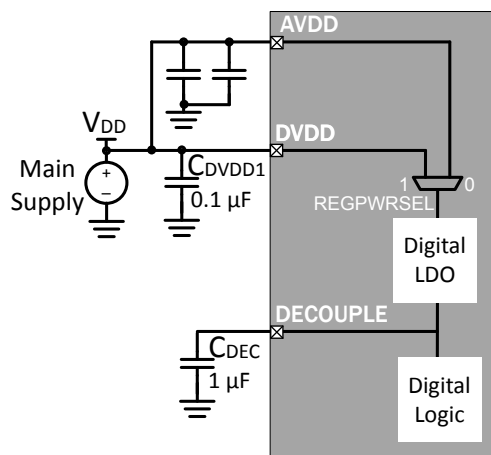 AVDD
VDD
DVDD
Main
Supply
+
–
CDVDD1
0.1 µF
1
0
REGPWRSEL
Digital
LDO
DECOUPLE
CDEC
1 µF
Digital
Logic